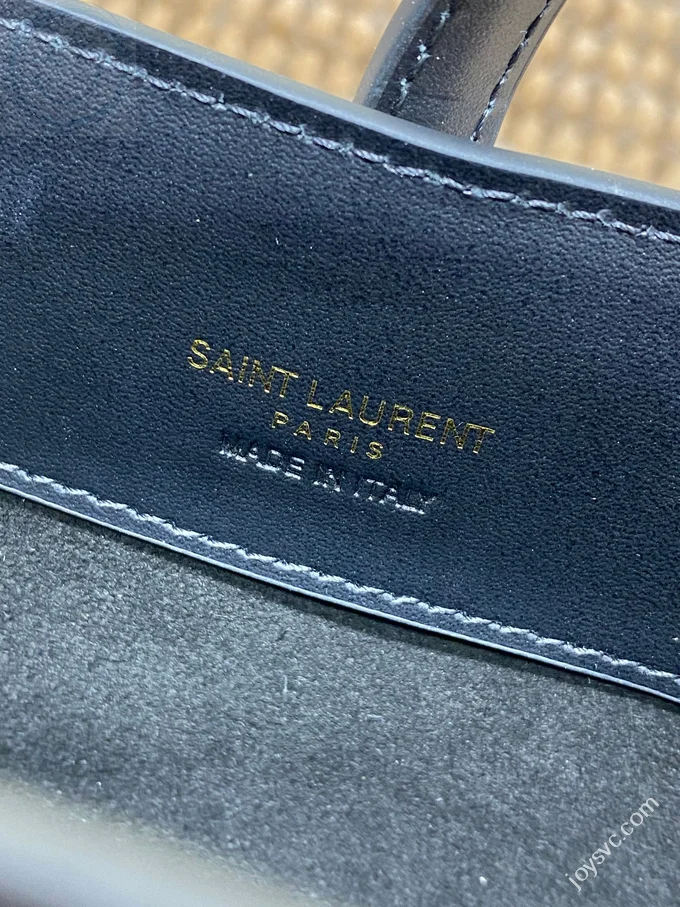 SAINT LAURENT
PARIS
MADE IN ITALY
joysvc.com